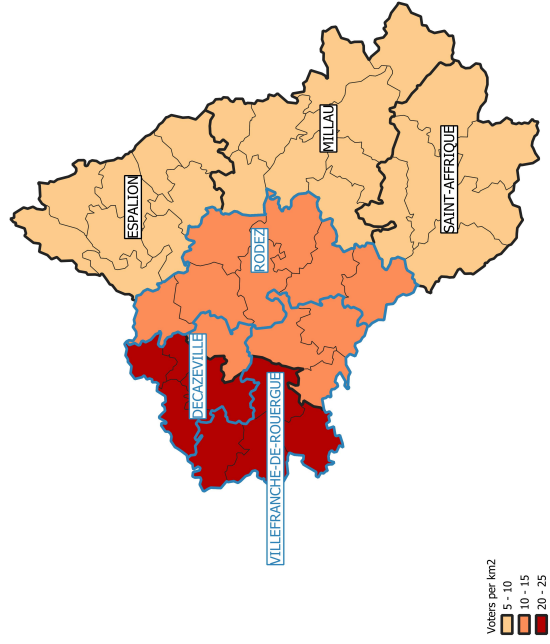 ESPALION
MILLAU
SAINT-AFFRIQUE
RODEZ
DECAZEVILLE
VILLEFRANCHE-DE-ROUERGUE
Voters per km2
5 - 10
10 - 15
20 - 25